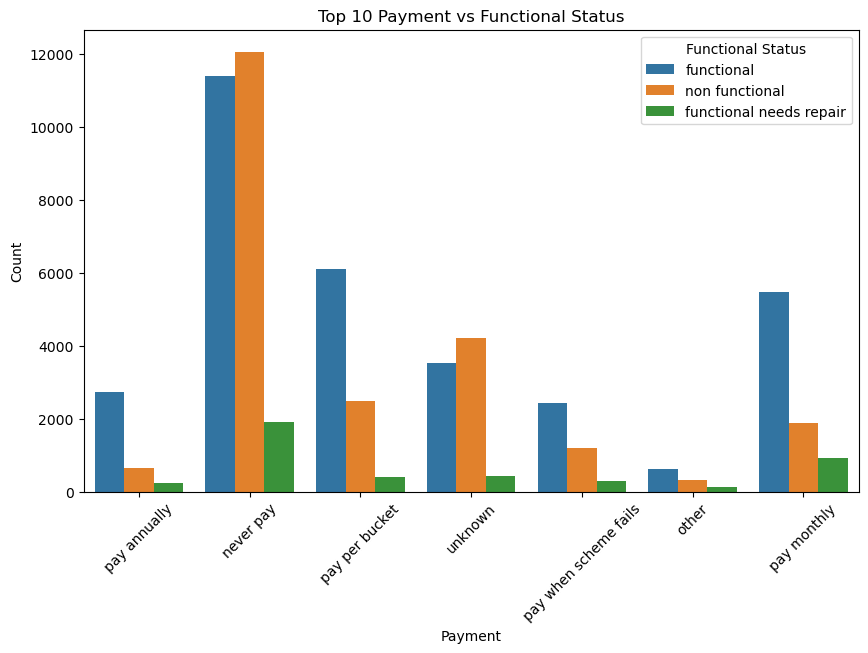 Top 10 Payment vs Functional Status
Functional Status
functional
non functional
functional needs repair
Count
12000
10000
8000
6000
4000
2000
0
pay annually
never pay
pay per bucket
unknown
pay when scheme fails
other
pay monthly
Payment